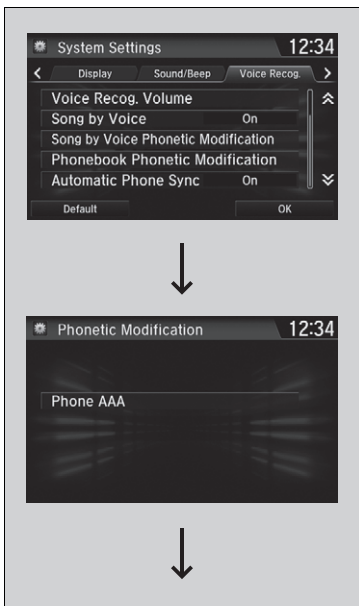 System Settings 12:34
Display Sound/Beep Voice Recog.
Voice Recog. Volume
Song by Voice On
Song by Voice Phonetic Modification
Phonebook Phonetic Modification
Automatic Phone Sync On
Default OK
Phonetic Modification 12:34
Phone AAA